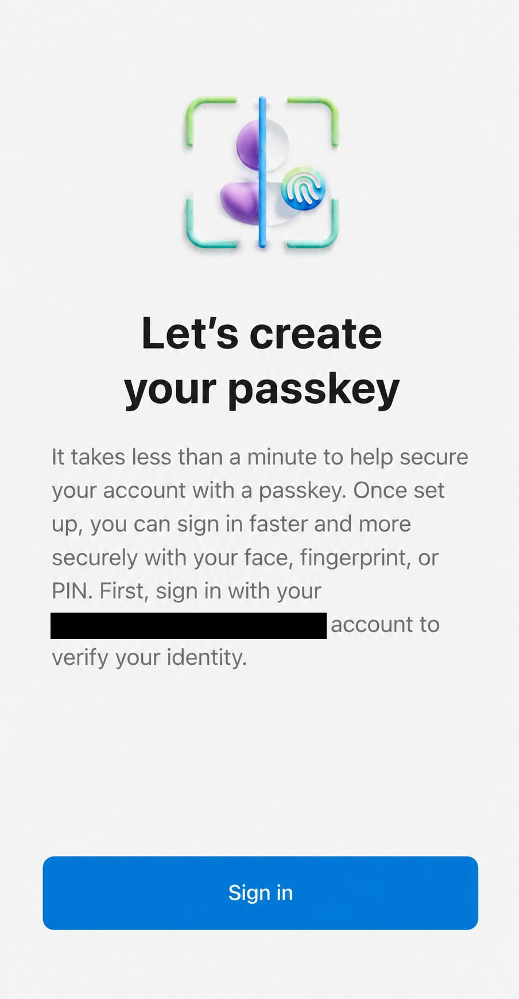 Let’s create
your passkey
It takes less than a minute to help secure
your account with a passkey. Once set
up, you can sign in faster and more
securely with your face, fingerprint, or
PIN. First, sign in with your
account to
verify your identity.
Sign in